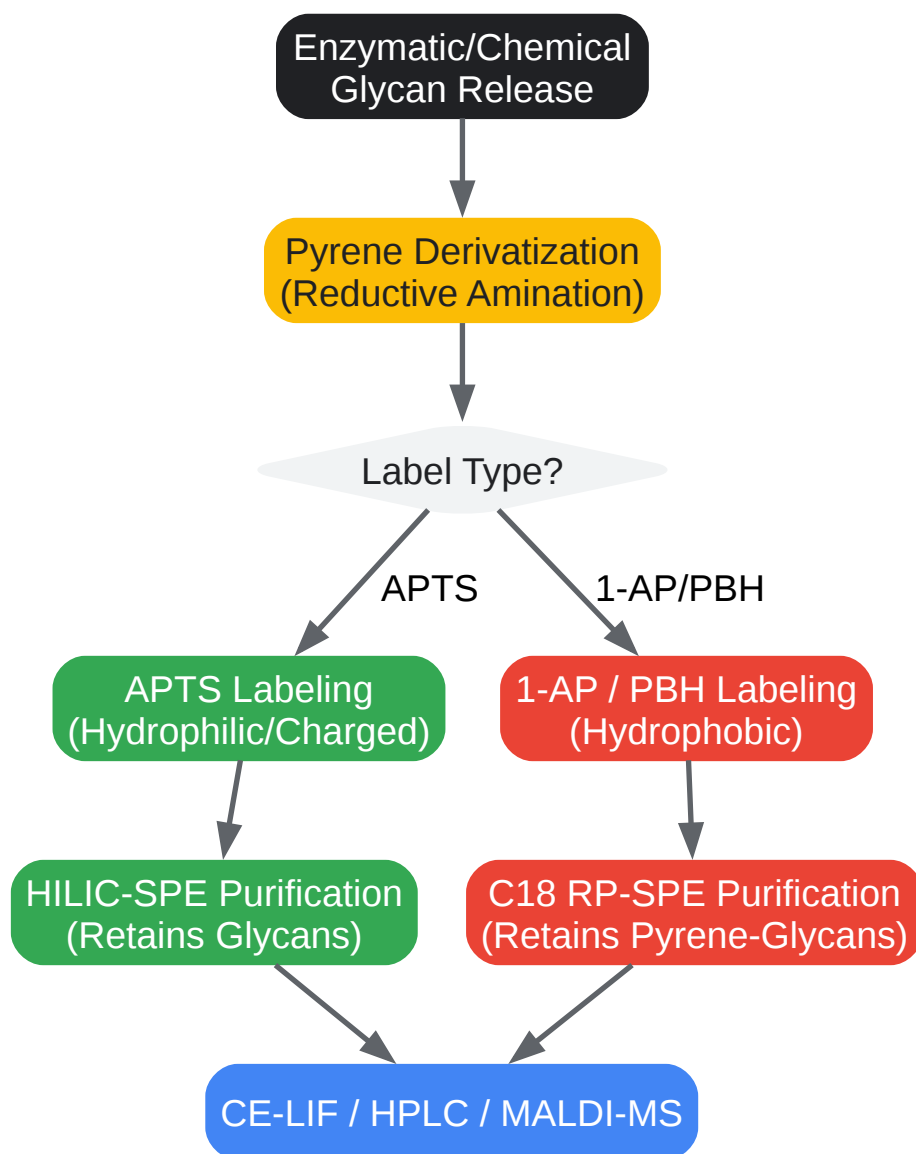 Enzymatic/Chemical
Glycan Release
Pyrene Derivatization
(Reductive Amination)
Label Type?
APTS
1-AP/PBH
APTS Labeling
(Hydrophilic/Charged)
1-AP / PBH Labeling
(Hydrophobic)
HILIC-SPE Purification
(Retains Glycans)
C18 RP-SPE Purification
(Retains Pyrene-Glycans)
CE-LIF / HPLC / MALDI-MS